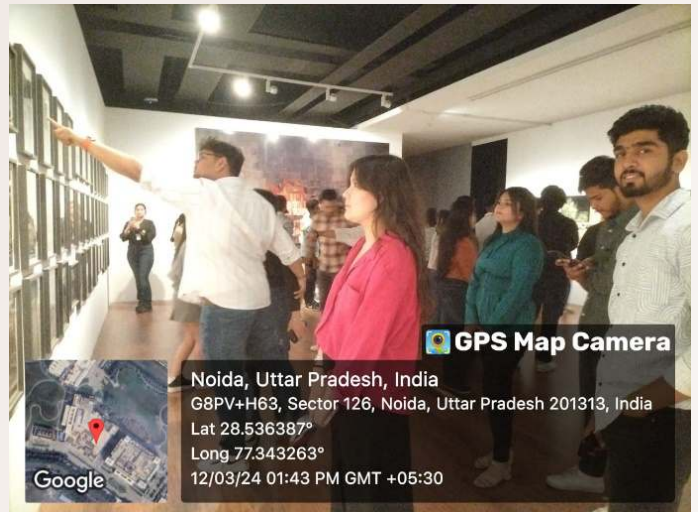 GPS Map Camera
Noida, Uttar Pradesh, India
G8PV+H63, Sector 126, Noida, Uttar Pradesh 201313, India
Lat 28.536387°
Long 77.343263°
12/03/24 01:43 PM GMT +05:30
Google